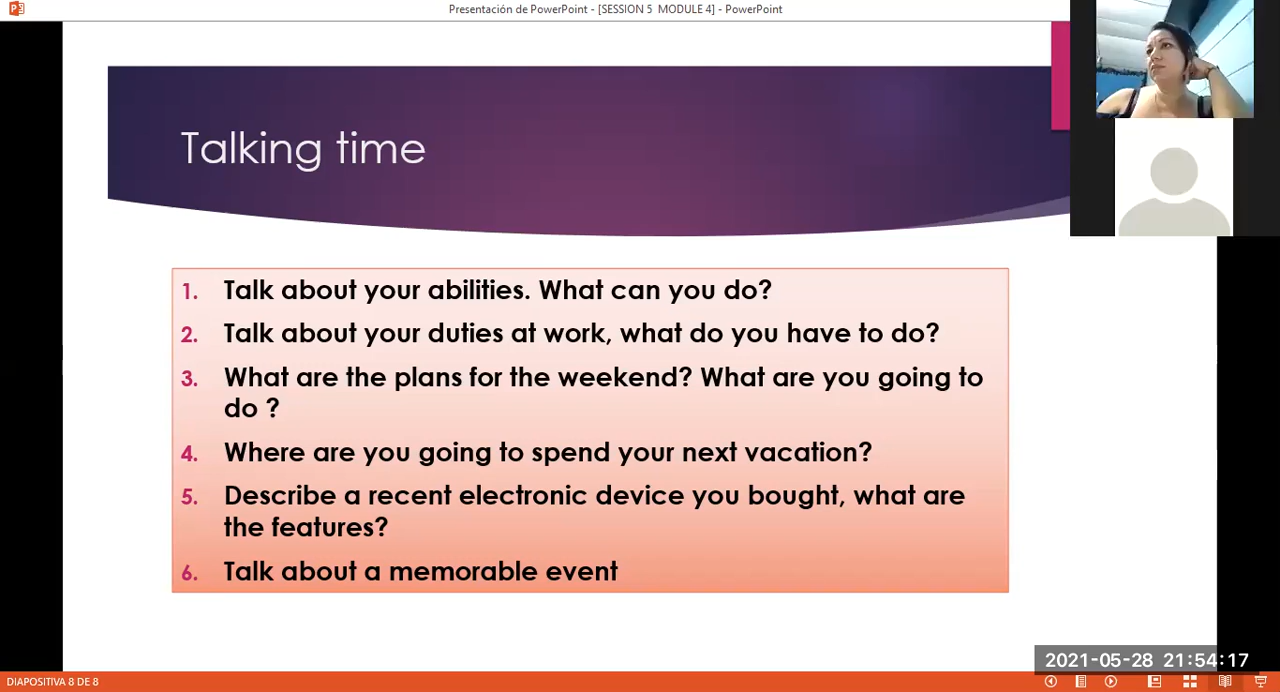 Presentación de PowerPoint - [SESSION 5  MODULE 4] - PowerPoint
Talking time
1. Talk about your abilities. What can you do?
2. Talk about your duties at work, what do you have to do?
3. What are the plans for the weekend? What are you going to
do ?
4. Where are you going to spend your next vacation?
5. Describe a recent electronic device you bought, what are
the features?
6. Talk about a memorable event
2021-05-28 21:54:17
DIAPOSITIVA 8 DE 8